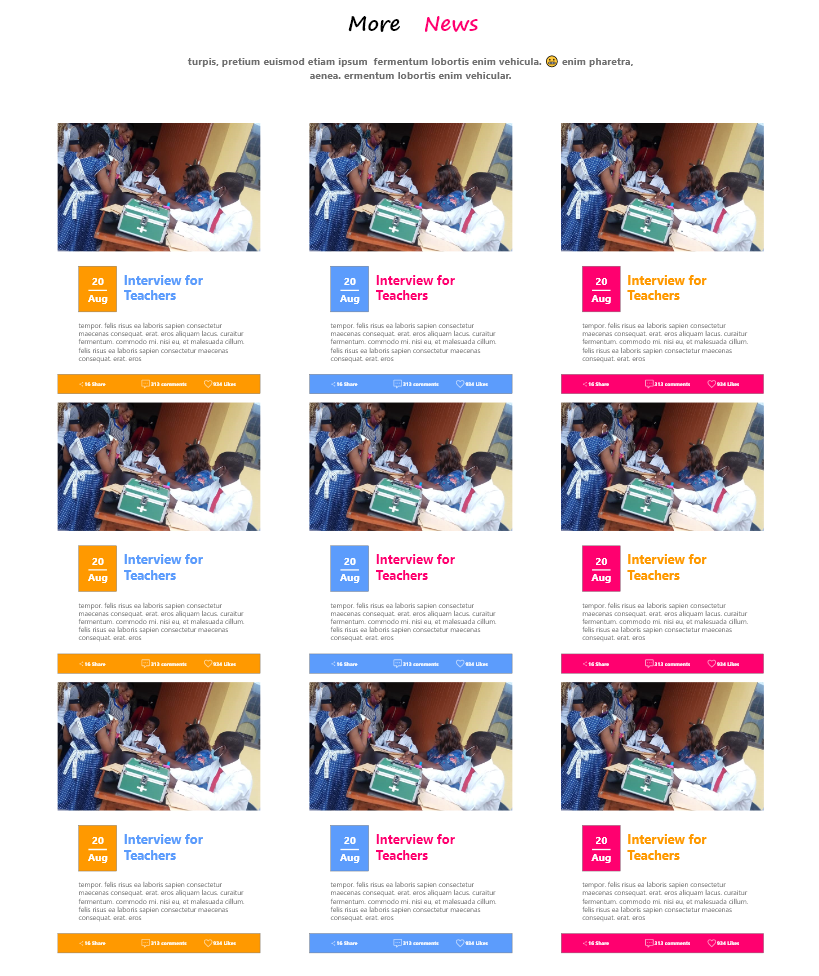 More News
turpis, pretium euismod etiam ipsum fermentum lobortis enim vehicula. 😫 enim pharetra,
aenea. ermentum lobortis enim vehicular.
20
Aug
Interview for
Teachers
tempor. felis risus ea laboris sapien consectetur
maecenas consequat. erat. eros aliquam lacus. curaitur
fermentum. commodo mi. nisi eu, et malesuada cillum.
felis risus ea laboris sapien consectetur maecenas
consequat. erat. eros
16 Share 313 comments 934 Likes
20
Aug
Interview for
Teachers
tempor. felis risus ea laboris sapien consectetur
maecenas consequat. erat. eros aliquam lacus. curaitur
fermentum. commodo mi. nisi eu, et malesuada cillum.
felis risus ea laboris sapien consectetur maecenas
consequat. erat. eros
16 Share 313 comments 954 Likes
20
Aug
Interview for
Teachers
tempor. felis risus ea laboris sapien consectetur
maecenas consequat. erat. eros aliquam lacus. curaitur
fermentum. commodo mi. nisi eu, et malesuada cillum.
felis risus ea laboris sapien consectetur maecenas
consequat. erat. eros
16 Share 313 comments 934 Likes
20
Aug
Interview for
Teachers
tempor. felis risus ea laboris sapien consectetur
maecenas consequat. erat. eros aliquam lacus. curaitur
fermentum. commodo mi. nisi eu, et malesuada cillum.
felis risus ea laboris sapien consectetur maecenas
consequat. erat. eros
16 Share 313 comments 934 Likes
20
Aug
Interview for
Teachers
tempor. felis risus ea laboris sapien consectetur
maecenas consequat. erat. eros aliquam lacus. curaitur
fermentum. commodo mi. nisi eu, et malesuada cillum.
felis risus ea laboris sapien consectetur maecenas
consequat. erat. eros
16 Share 313 comments 954 Likes
20
Aug
Interview for
Teachers
tempor. felis risus ea laboris sapien consectetur
maecenas consequat. erat. eros aliquam lacus. curaitur
fermentum. commodo mi. nisi eu, et malesuada cillum.
felis risus ea laboris sapien consectetur maecenas
consequat. erat. eros
16 Share 313 comments 934 Likes
20
Aug
Interview for
Teachers
tempor. felis risus ea laboris sapien consectetur
maecenas consequat. erat. eros aliquam lacus. curaitur
fermentum. commodo mi. nisi eu, et malesuada cillum.
felis risus ea laboris sapien consectetur maecenas
consequat. erat. eros
16 Share 313 comments 934 Likes
20
Aug
Interview for
Teachers
tempor. felis risus ea laboris sapien consectetur
maecenas consequat. erat. eros aliquam lacus. curaitur
fermentum. commodo mi. nisi eu, et malesuada cillum.
felis risus ea laboris sapien consectetur maecenas
consequat. erat. eros
16 Share 313 comments 954 Likes
20
Aug
Interview for
Teachers
tempor. felis risus ea laboris sapien consectetur
maecenas consequat. erat. eros aliquam lacus. curaitur
fermentum. commodo mi. nisi eu, et malesuada cillum.
felis risus ea laboris sapien consectetur maecenas
consequat. erat. eros
16 Share 313 comments 934 Likes